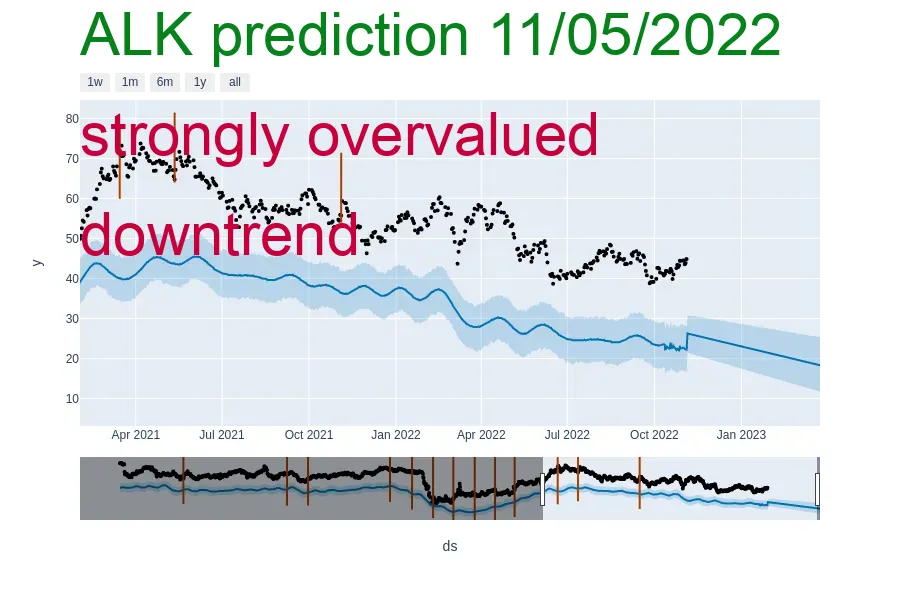 ALK prediction 11/05/2022
1w 1m 6m 1y all
strongly overvalued
downtrend
80
70
60
50
40
30
20
10
y
Apr 2021 Jul 2021 Oct 2021 Jan 2022 Apr 2022 Jul 2022 Oct 2022 Jan 2023
ds